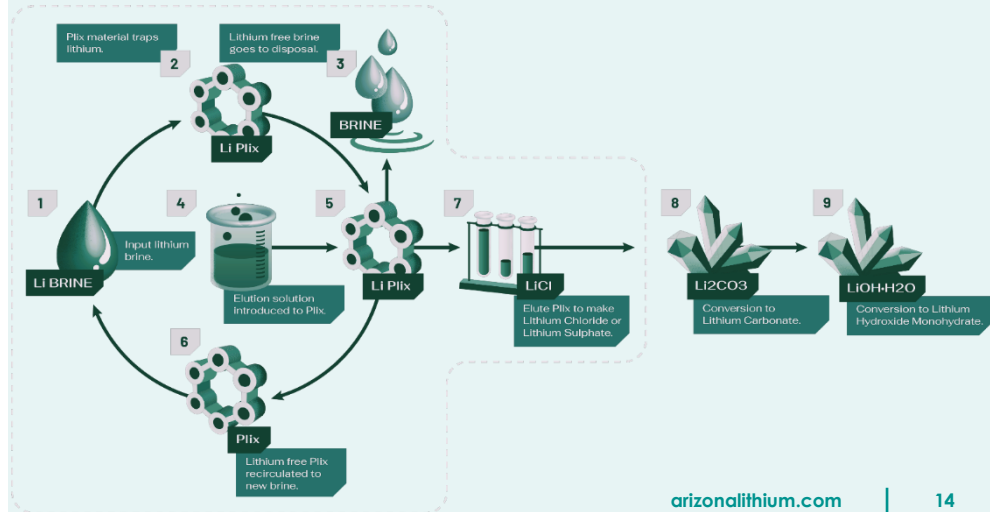 Plix material traps
lithium.
2
Lithium free brine
goes to disposal.
3
Li Plix
BRINE
1
Input lithium
brine.
Li BRINE
4
Elution solution
introduced to Plix.
5
Li Plix
7
LiCl
Elute Plix to make
Lithium Chloride or
Lithium Sulphate.
8
Li2CO3
Conversion to
Lithium Carbonate.
9
LiOH•H2O
Conversion to Lithium
Hydroxide Monohydrate.
6
Plix
Lithium free Plix
recirculated to
new brine.
arizonalithium.com | 14